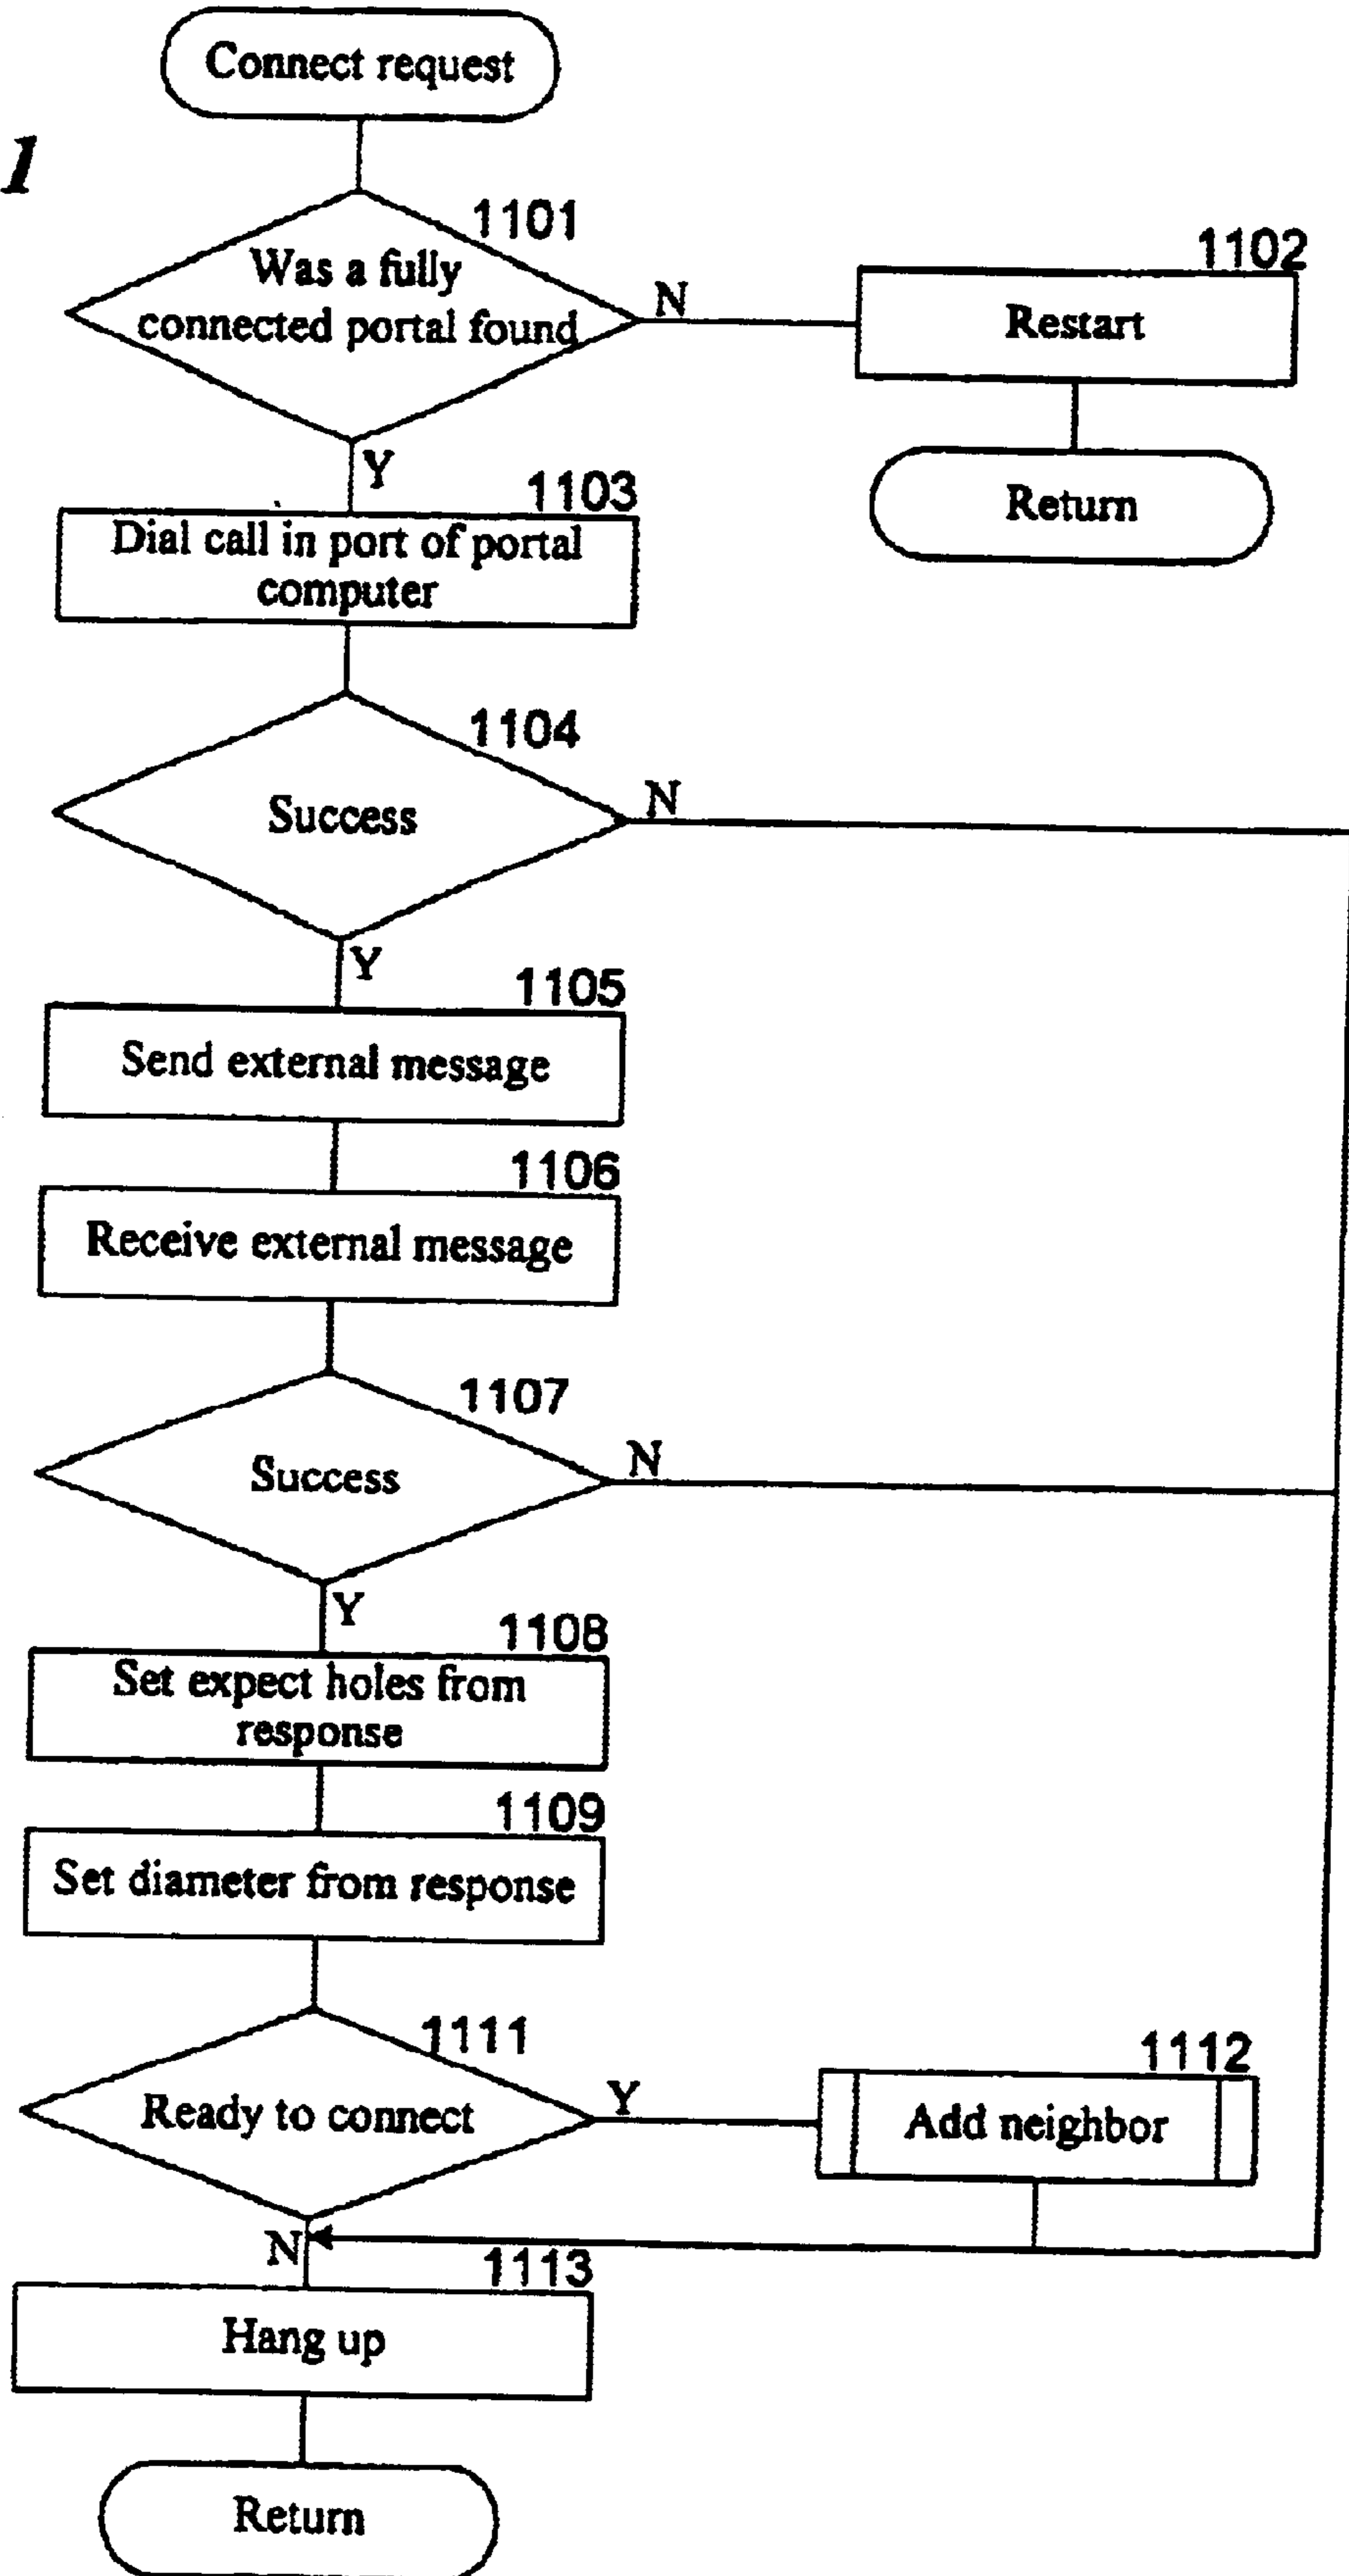 Connect request
1
1101
Was a fully
connected portal found
N
1102
Restart
Return
Y
1103
Dial call in port of portal
computer
1104
Success
N
Y
1105
Send external message
1106
Receive external message
1107
Success
N
Y
1108
Set expect holes from
response
1109
Set diameter from response
1111
Ready to connect
Y
1112
Add neighbor
N
1113
Hang up
Return